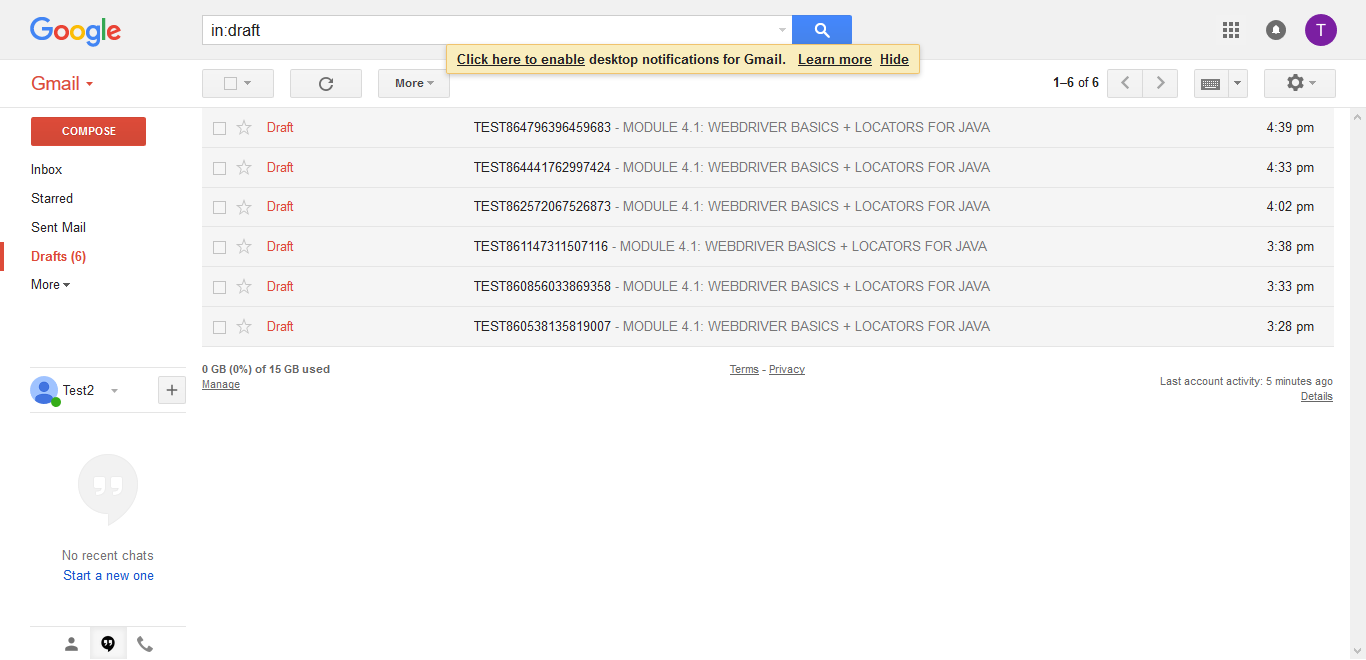 Google
in:draft
T
Click here to enable desktop notifications for Gmail. Learn more Hide
Gmail
More
1–6 of 6
COMPOSE
Inbox
Starred
Sent Mail
Drafts (6)
More
Draft TEST864796396459683 - MODULE 4.1: WEBDRIVER BASICS + LOCATORS FOR JAVA 4:39 pm
Draft TEST864441762997424 - MODULE 4.1: WEBDRIVER BASICS + LOCATORS FOR JAVA 4:33 pm
Draft TEST862572067526873 - MODULE 4.1: WEBDRIVER BASICS + LOCATORS FOR JAVA 4:02 pm
Draft TEST861147311507116 - MODULE 4.1: WEBDRIVER BASICS + LOCATORS FOR JAVA 3:38 pm
Draft TEST860856033869358 - MODULE 4.1: WEBDRIVER BASICS + LOCATORS FOR JAVA 3:33 pm
Draft TEST860538135819007 - MODULE 4.1: WEBDRIVER BASICS + LOCATORS FOR JAVA 3:28 pm
0 GB (0%) of 15 GB used
Manage
Terms - Privacy
Last account activity: 5 minutes ago
Details
Test2
No recent chats
Start a new one